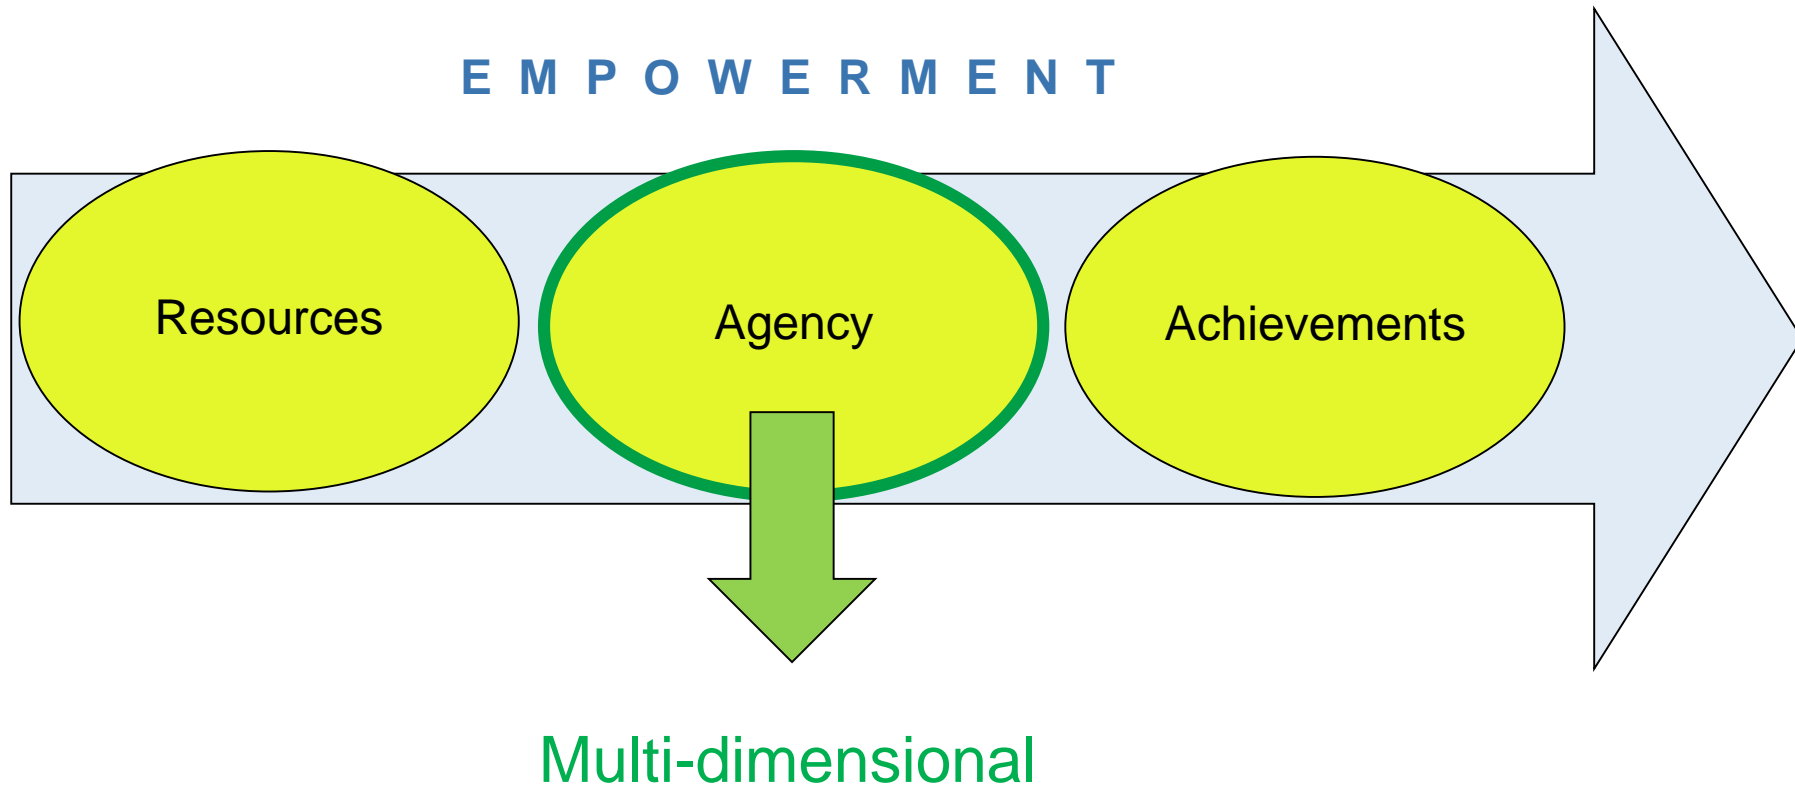 E M P O W E R M E N T
Resources
Agency
Achievements
Multi-dimensional